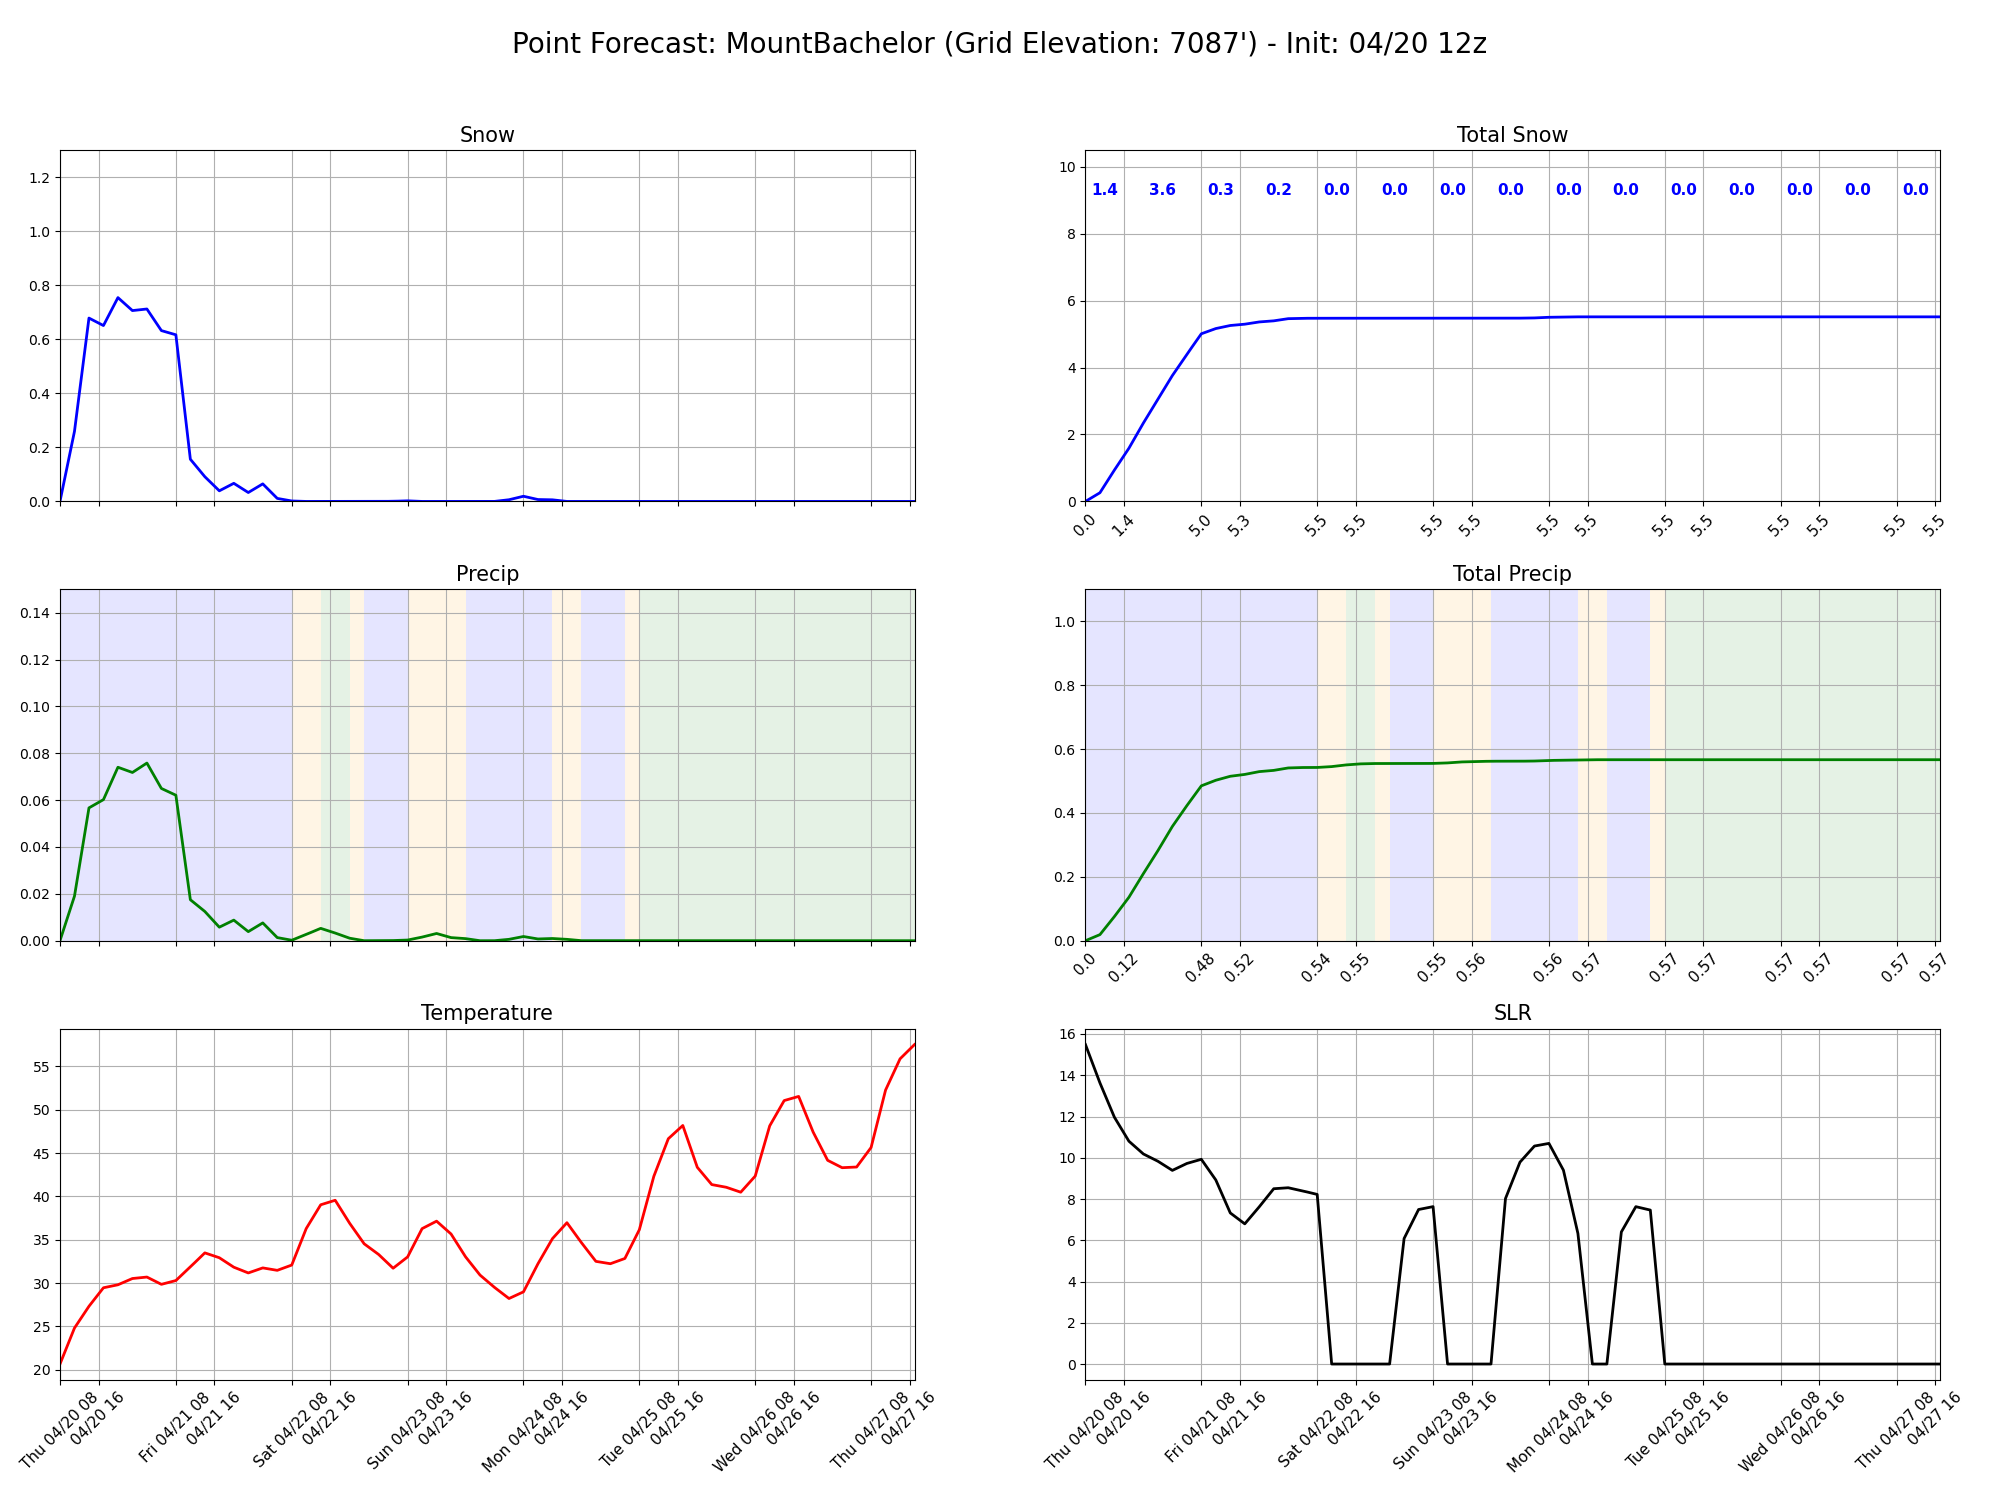 Point Forecast: MountBachelor (Grid Elevation: 7087') - Init: 04/20 12z
Snow
1.2
1.0
0.8
0.6
0.4
0.2
0.0
Total Snow
10
8
6
4
2
0
1.4 3.6 0.3 0.2 0.0 0.0 0.0 0.0 0.0 0.0 0.0 0.0 0.0 0.0 0.0
0.0 1.4 5.0 5.3 5.5 5.5 5.5 5.5 5.5 5.5 5.5 5.5 5.5 5.5 5.5 5.5
Precip
0.14
0.12
0.10
0.08
0.06
0.04
0.02
0.00
Total Precip
1.0
0.8
0.6
0.4
0.2
0.0
0.0 0.12 0.48 0.52 0.54 0.55 0.55 0.56 0.56 0.57 0.57 0.57 0.57 0.57 0.57 0.57
Temperature
55
50
45
40
35
30
25
20
Thu 04/20 08
04/20 16
Fri 04/21 08
04/21 16
Sat 04/22 08
04/22 16
Sun 04/23 08
04/23 16
Mon 04/24 08
04/24 16
Tue 04/25 08
04/25 16
Wed 04/26 08
04/26 16
Thu 04/27 08
04/27 16
SLR
16
14
12
10
8
6
4
2
0
Thu 04/20 08
04/20 16
Fri 04/21 08
04/21 16
Sat 04/22 08
04/22 16
Sun 04/23 08
04/23 16
Mon 04/24 08
04/24 16
Tue 04/25 08
04/25 16
Wed 04/26 08
04/26 16
Thu 04/27 08
04/27 16